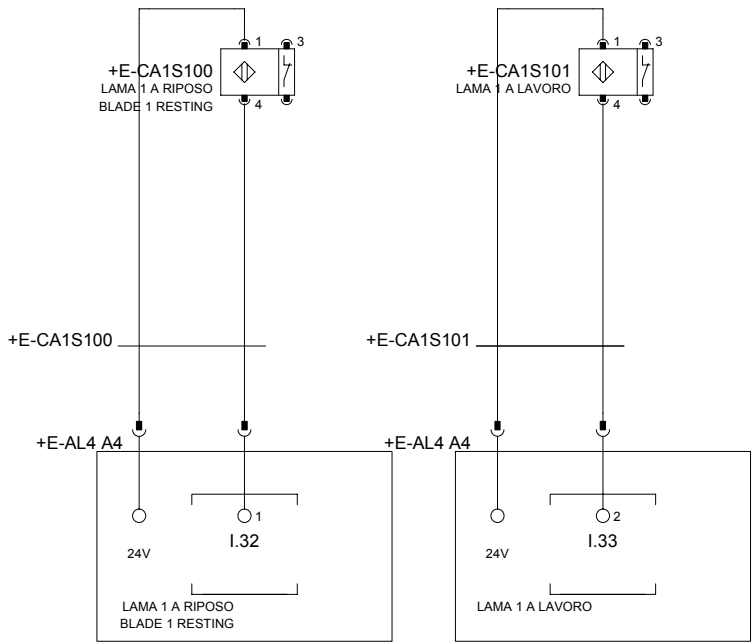 1
3
+E-CA1S100
LAMA 1 A RIPOSO
BLADE 1 RESTING
4
1
3
+E-CA1S101
LAMA 1 A LAVORO
4
+E-CA1S100
+E-CA1S101
+E-AL4 A4
+E-AL4 A4
1
24V
I.32
LAMA 1 A RIPOSO
BLADE 1 RESTING
2
24V
I.33
LAMA 1 A LAVORO